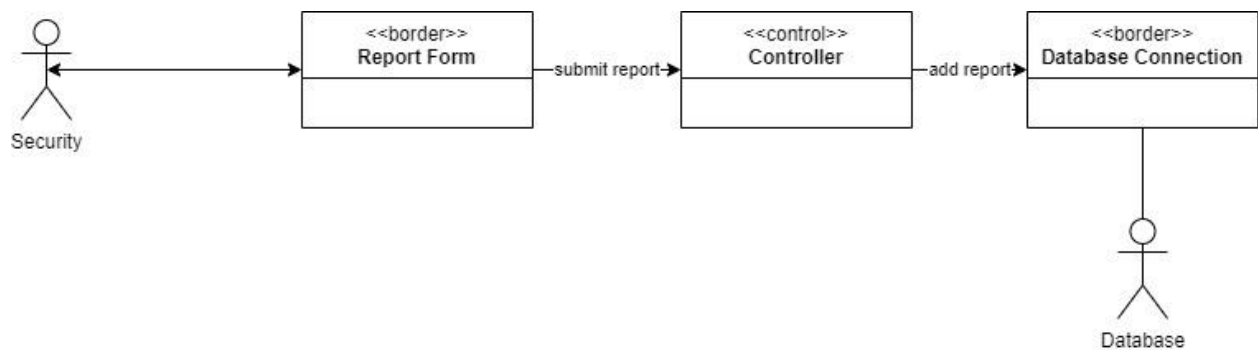 <<border>>
Report Form
submit report
<<control>>
Controller
add report
<<border>>
Database Connection
Security
Database